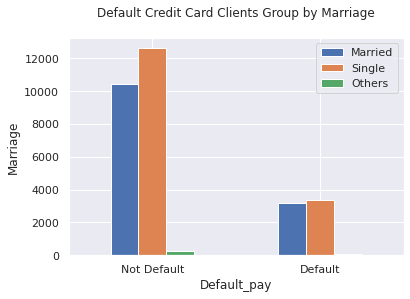 Default Credit Card Clients Group by Marriage
Married
Single
Others
12000
10000
8000
6000
4000
2000
0
Marriage
Not Default
Default
Default_pay